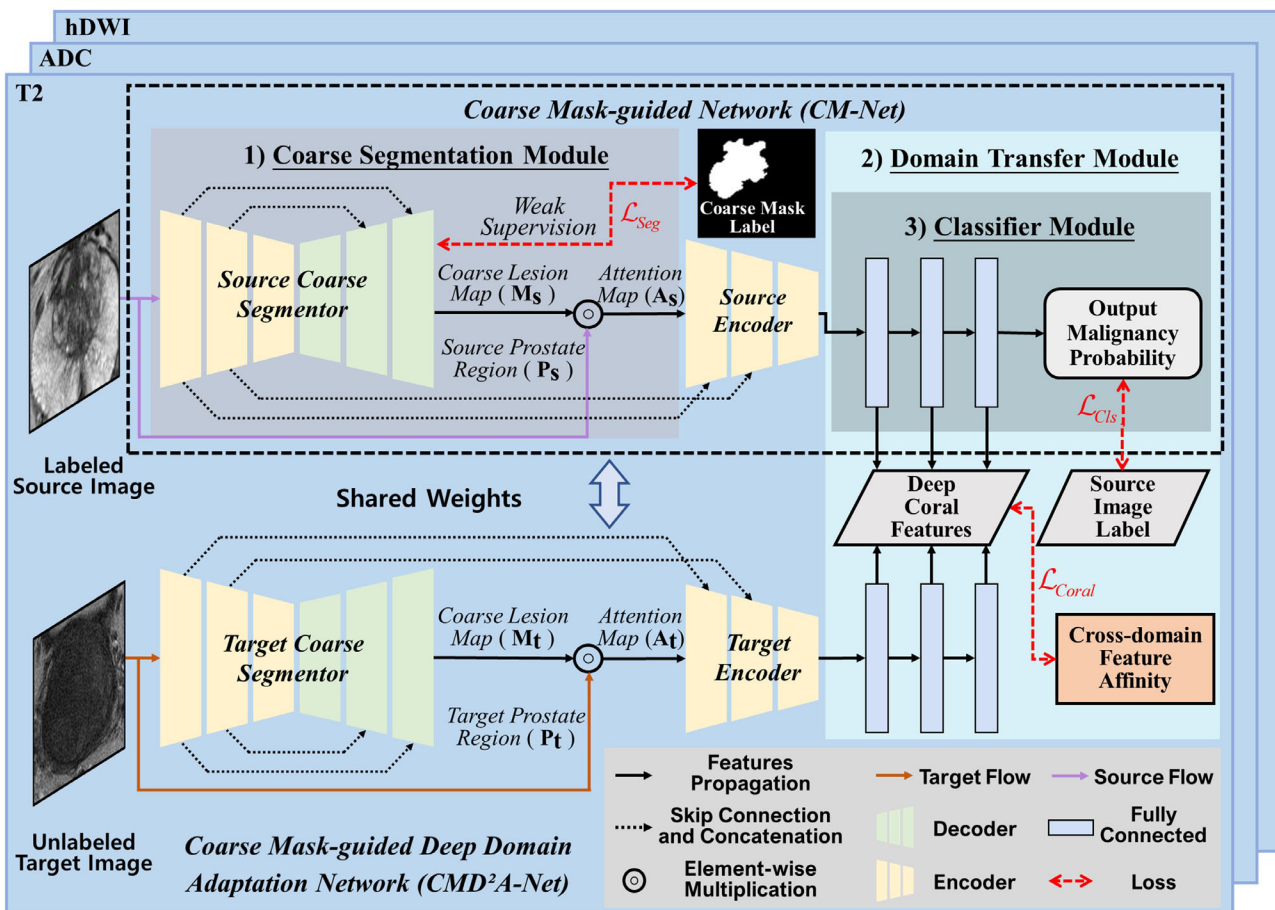 hDWI
ADC
T2
Coarse Mask-guided Network (CM-Net)
1) Coarse Segmentation Module
2) Domain Transfer Module
3) Classifier Module
Coarse Mask
Label
Weak
Supervision
ℒSeg
Source Coarse
Segmentor
Coarse Lesion
Map ( Ms )
Attention
Map (As)
Source Prostate
Region ( Ps )
Source
Encoder
Output
Malignancy
Probability
ℒCls
Labeled
Source Image
Shared Weights
Deep
Coral
Features
Source
Image
Label
ℒCoral
Target Coarse
Segmentor
Coarse Lesion
Map ( Mt )
Attention
Map (At)
Target Prostate
Region ( Pt )
Target
Encoder
Cross-domain
Feature
Affinity
Unlabeled
Target Image
Coarse Mask-guided Deep Domain
Adaptation Network (CMD²A-Net)
Features
Propagation
Target Flow
Source Flow
Skip Connection
and Concatenation
Decoder
Fully
Connected
Element-wise
Multiplication
Encoder
Loss